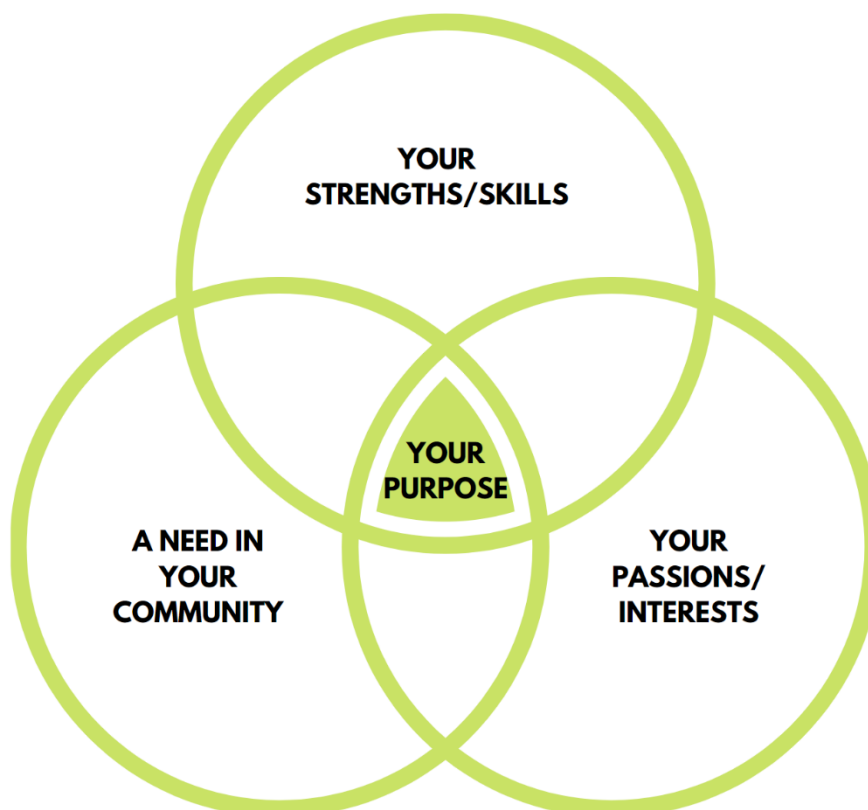 YOUR
STRENGTHS/SKILLS
YOUR
PURPOSE
A NEED IN
YOUR
COMMUNITY
YOUR
PASSIONS/
INTERESTS